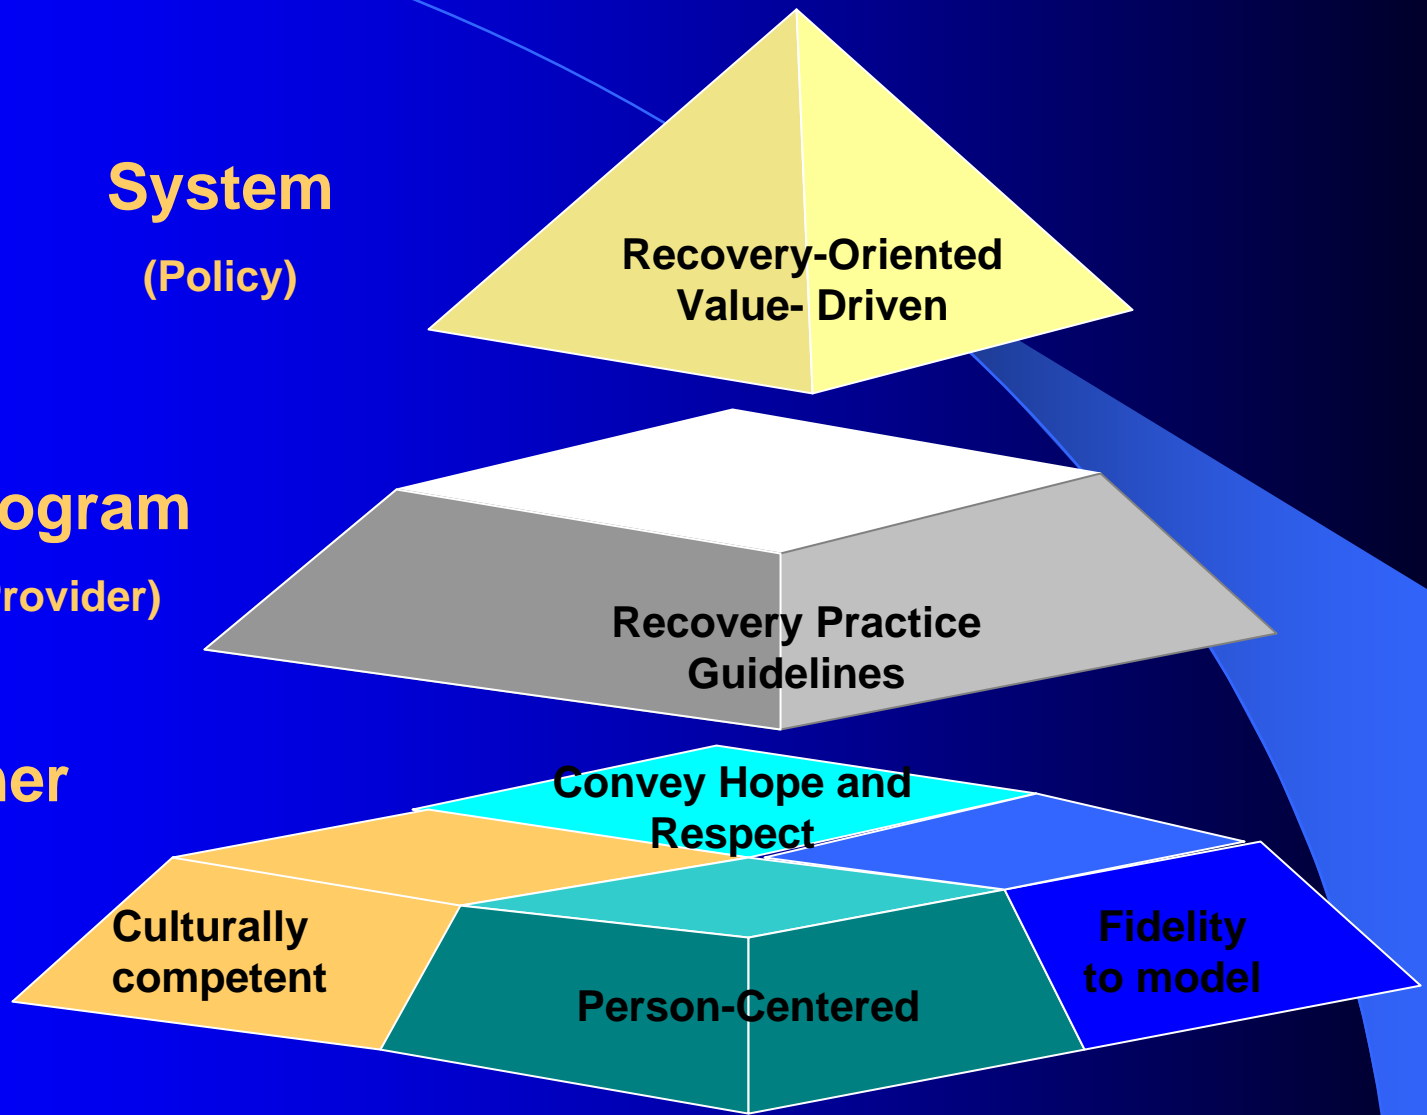 System
(Policy)
Recovery-Oriented
Value- Driven
ogram
rovider)
Recovery Practice
Guidelines
er
Convey Hope and
Respect
Culturally
competent
Person-Centered
Fidelity
to model